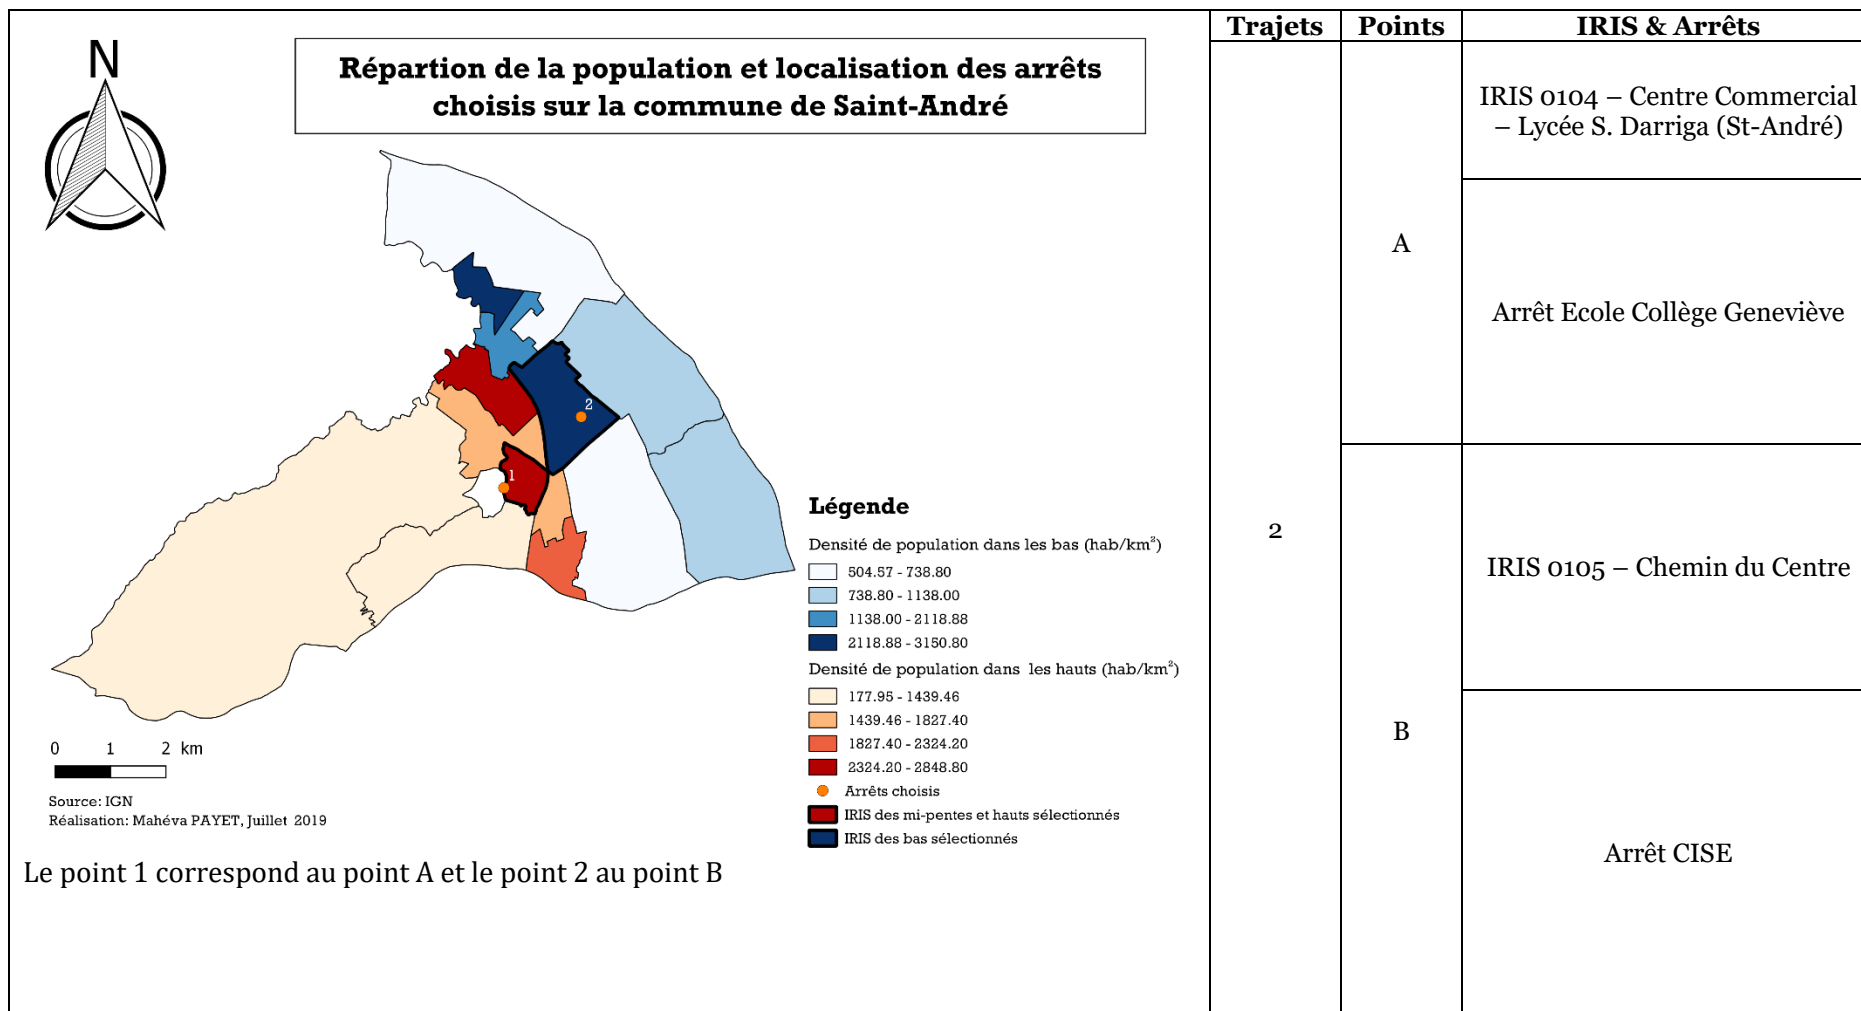 N
Répartion de la population et localisation des arrêts
choisis sur la commune de Saint-André
2
1
Légende
Densité de population dans les bas (hab/km²)
504.57 - 738.80
738.80 - 1138.00
1138.00 - 2118.88
2118.88 - 3150.80
Densité de population dans les hauts (hab/km²)
177.95 - 1439.46
1439.46 - 1827.40
1827.40 - 2324.20
2324.20 - 2848.80
Arrêts choisis
IRIS des mi-pentes et hauts sélectionnés
IRIS des bas sélectionnés
0 1 2 km
Source: IGN
Réalisation: Mahéva PAYET, Juillet 2019
Le point 1 correspond au point A et le point 2 au point B
Trajets Points IRIS & Arrêts
2
A
IRIS 0104 – Centre Commercial
– Lycée S. Darriga (St-André)
Arrêt Ecole Collège Geneviève
B
IRIS 0105 – Chemin du Centre
Arrêt CISE